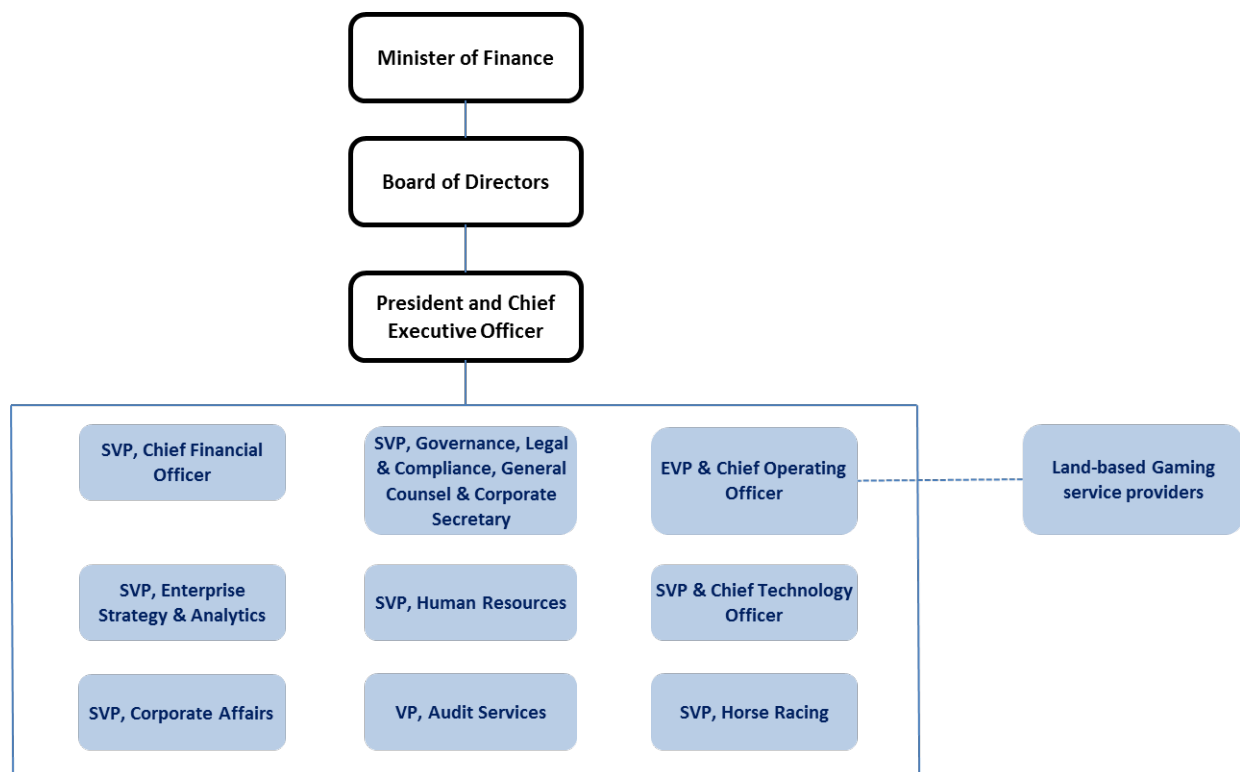 Minister of Finance
Board of Directors
President and Chief
Executive Officer
SVP, Chief Financial
Officer
SVP, Governance, Legal
& Compliance, General
Counsel & Corporate
Secretary
EVP & Chief Operating
Officer
Land-based Gaming
service providers
SVP, Enterprise
Strategy & Analytics
SVP, Human Resources
SVP & Chief Technology
Officer
SVP, Corporate Affairs
VP, Audit Services
SVP, Horse Racing